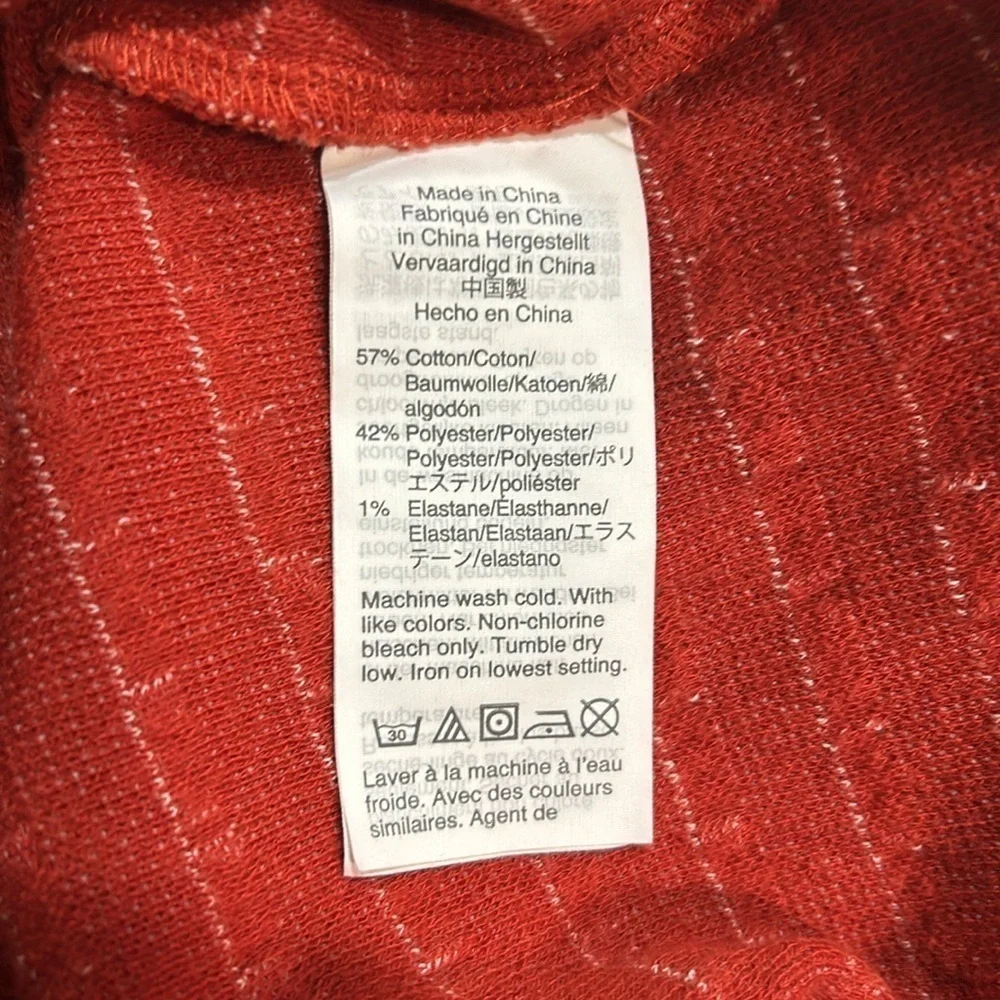 Made in China
Fabriqué en Chine
in China Hergestellt
Vervaardigd in China
中国製
Hecho en China
57% Cotton/Coton/
Baumwolle/Katoen/綿/
algodón
42% Polyester/Polyester/
Polyester/Polyester/ポリ
エステル/poliéster
1% Elastane/Élasthanne/
Elastan/Elastaan/エラス
テーン/elastano
Machine wash cold. With
like colors. Non-chlorine
bleach only. Tumble dry
low. Iron on lowest setting.
30
Laver à la machine à l'eau
froide. Avec des couleurs
similaires. Agent de